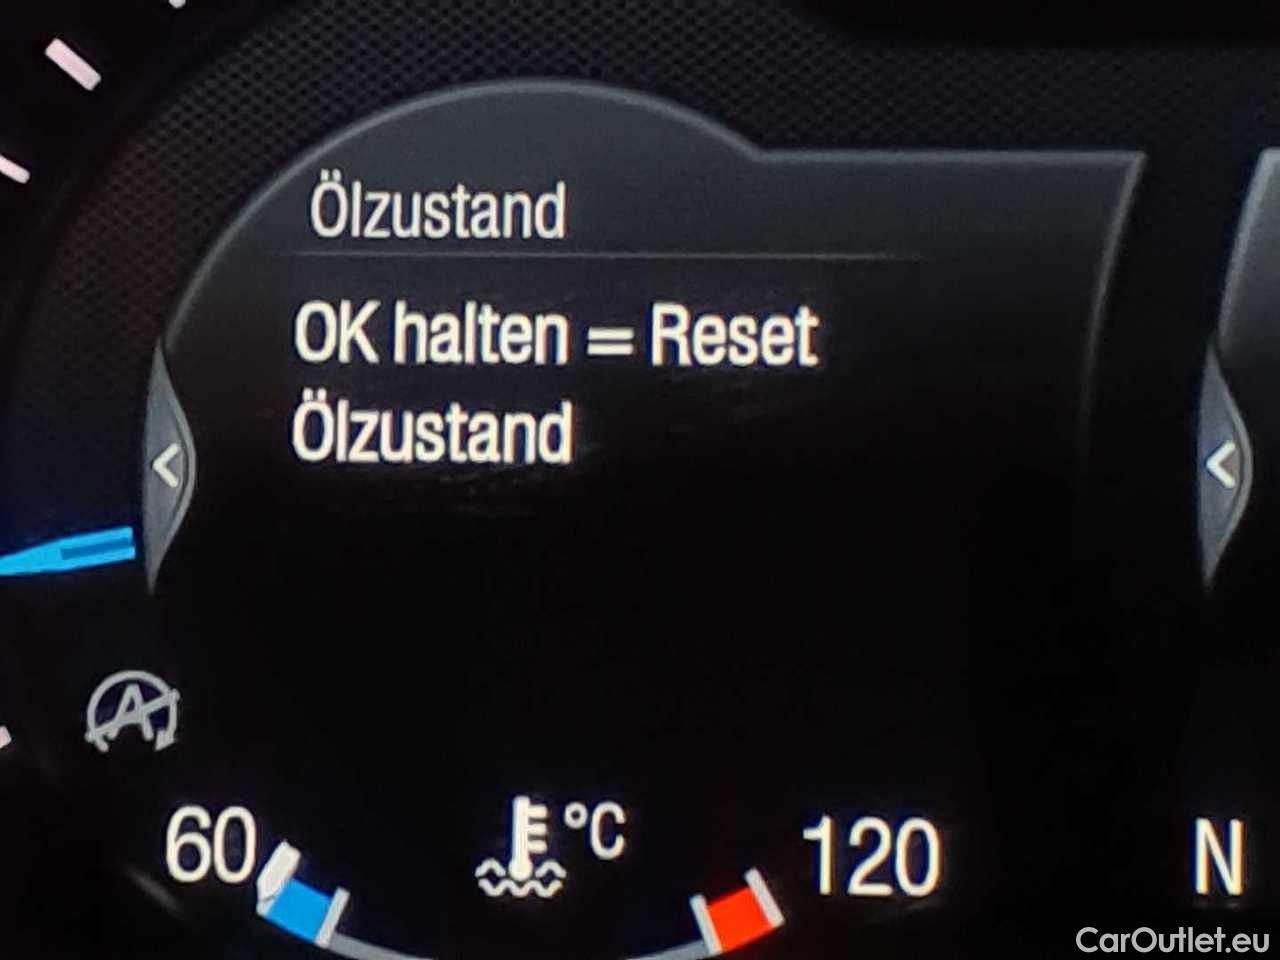 Ölzustand
OK halten = Reset
Ölzustand
A
60
°C
120
N
CarOutlet.eu